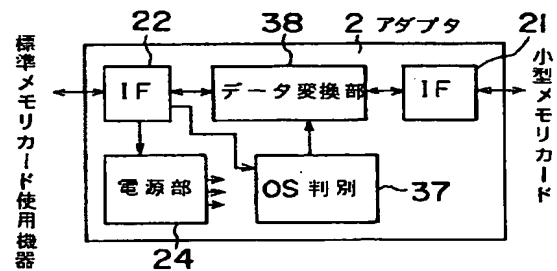 22
38
2 アダプタ
21
標準メモリカード使用機器
IF
データ変換部
IF
小型メモリカード
電源部
OS判別
37
24